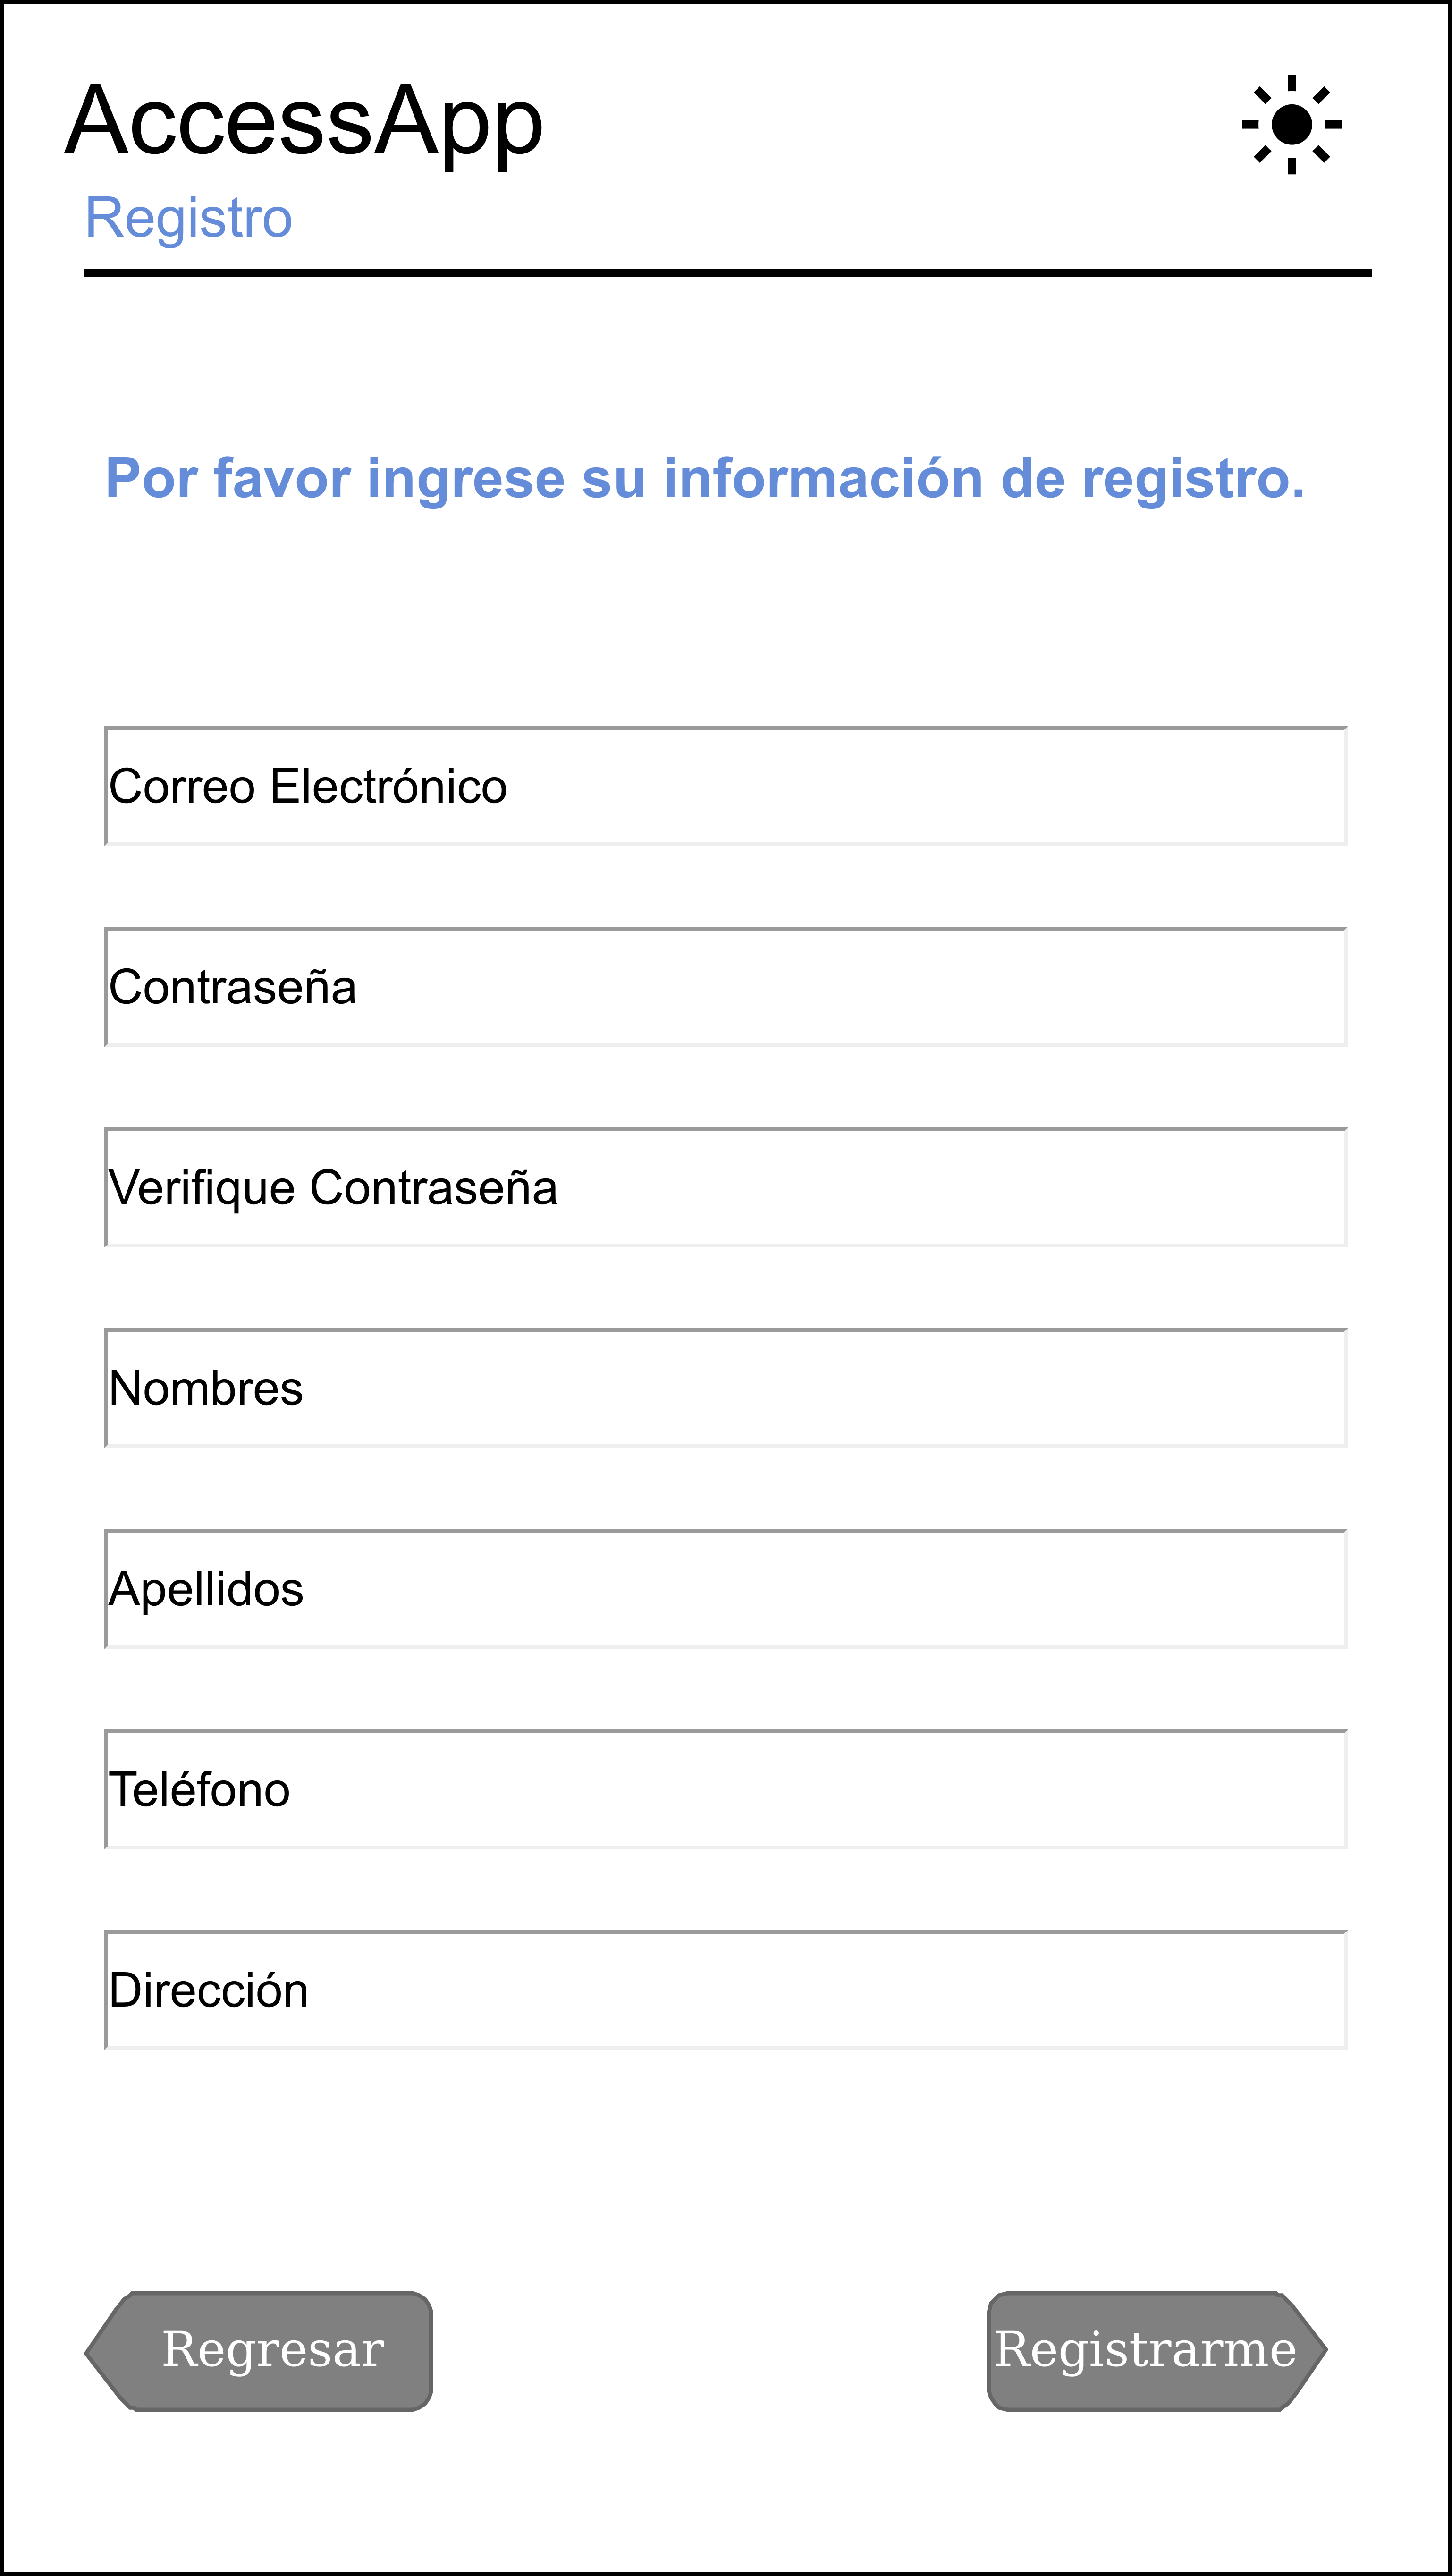 AccessApp
Registro
Por favor ingrese su información de registro.
Correo Electrónico
Contraseña
Verifique Contraseña
Nombres
Apellidos
Teléfono
Dirección
Regresar
Registrarme